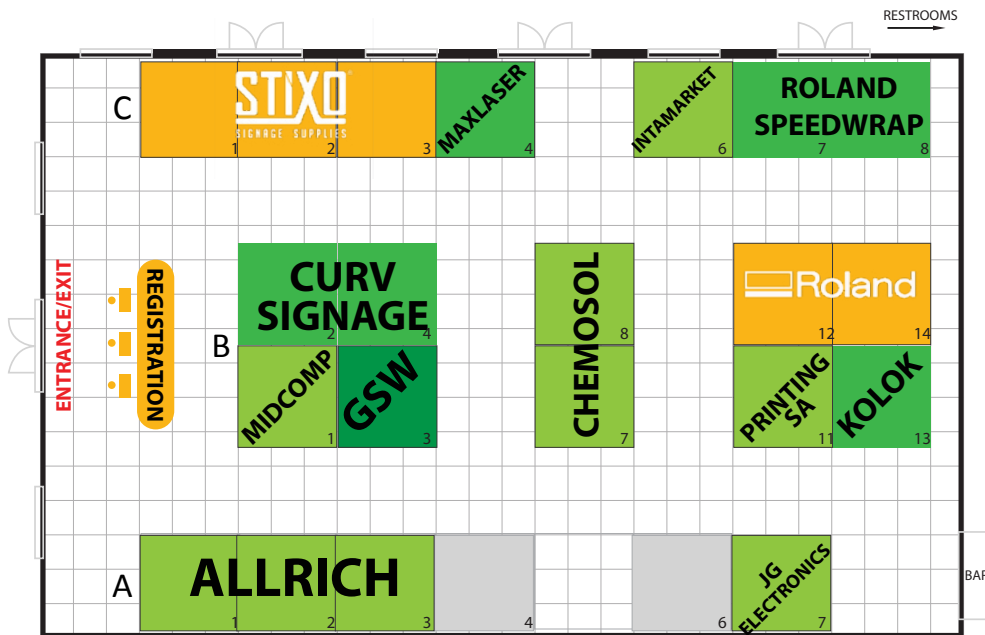 RESTROOMS
C
STIXO
SIGNAGE SUPPLIES
1
2
3
MAXLASER
4
INTAMARKET
6
ROLAND
SPEEDWRAP
7
8
ENTRANCE/EXIT
REGISTRATION
B
CURV
SIGNAGE
2
4
MIDCOMP
1
GSW
3
CHEMOSOL
8
7
Roland
12
14
PRINTING
SA
11
KOLOK
13
A
ALLRICH
1
2
3
4
6
JG
ELECTRONICS
7
BAR